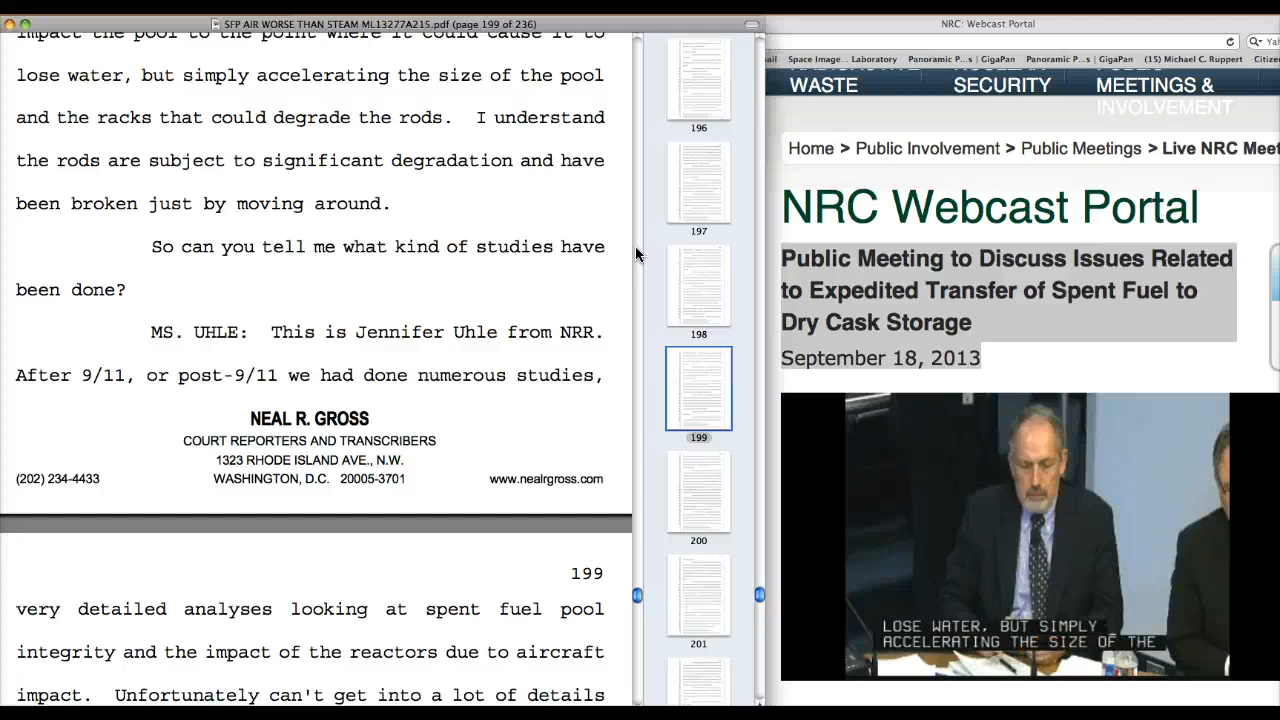 SFP AIR WORSE THAN STEAM ML13277A215.pdf (page 199 of 236)
impact the pool to the point where it could cause it to
lose water, but simply accelerating the size of the pool
and the racks that could degrade the rods. I understand
the rods are subject to significant degradation and have
been broken just by moving around.
So can you tell me what kind of studies have
been done?
MS. UHLE: This is Jennifer Uhle from NRR.
After 9/11, or post-9/11 we had done numerous studies,
NEAL R. GROSS
COURT REPORTERS AND TRANSCRIBERS
1323 RHODE ISLAND AVE., N.W.
(202) 234-4433 WASHINGTON, D.C. 20005-3701 www.nealrgross.com
199
very detailed analyses looking at spent fuel pool
integrity and the impact of the reactors due to aircraft
impact. Unfortunately can't get into a lot of details
196
197
198
199
200
201
NRC: Webcast Portal
Yah
Space Image... Laboratory Panoramic P...s | GigaPan Panoramic P...s | GigaPan (15) Michael C. Ruppert Citizen
WASTE SECURITY MEETINGS &
INVOLVEMENT
Home > Public Involvement > Public Meetings > Live NRC Meet
NRC Webcast Portal
Public Meeting to Discuss Issues Related
to Expedited Transfer of Spent Fuel to
Dry Cask Storage
September 18, 2013
LOSE WATER, BUT SIMPLY
ACCELERATING THE SIZE OF THE